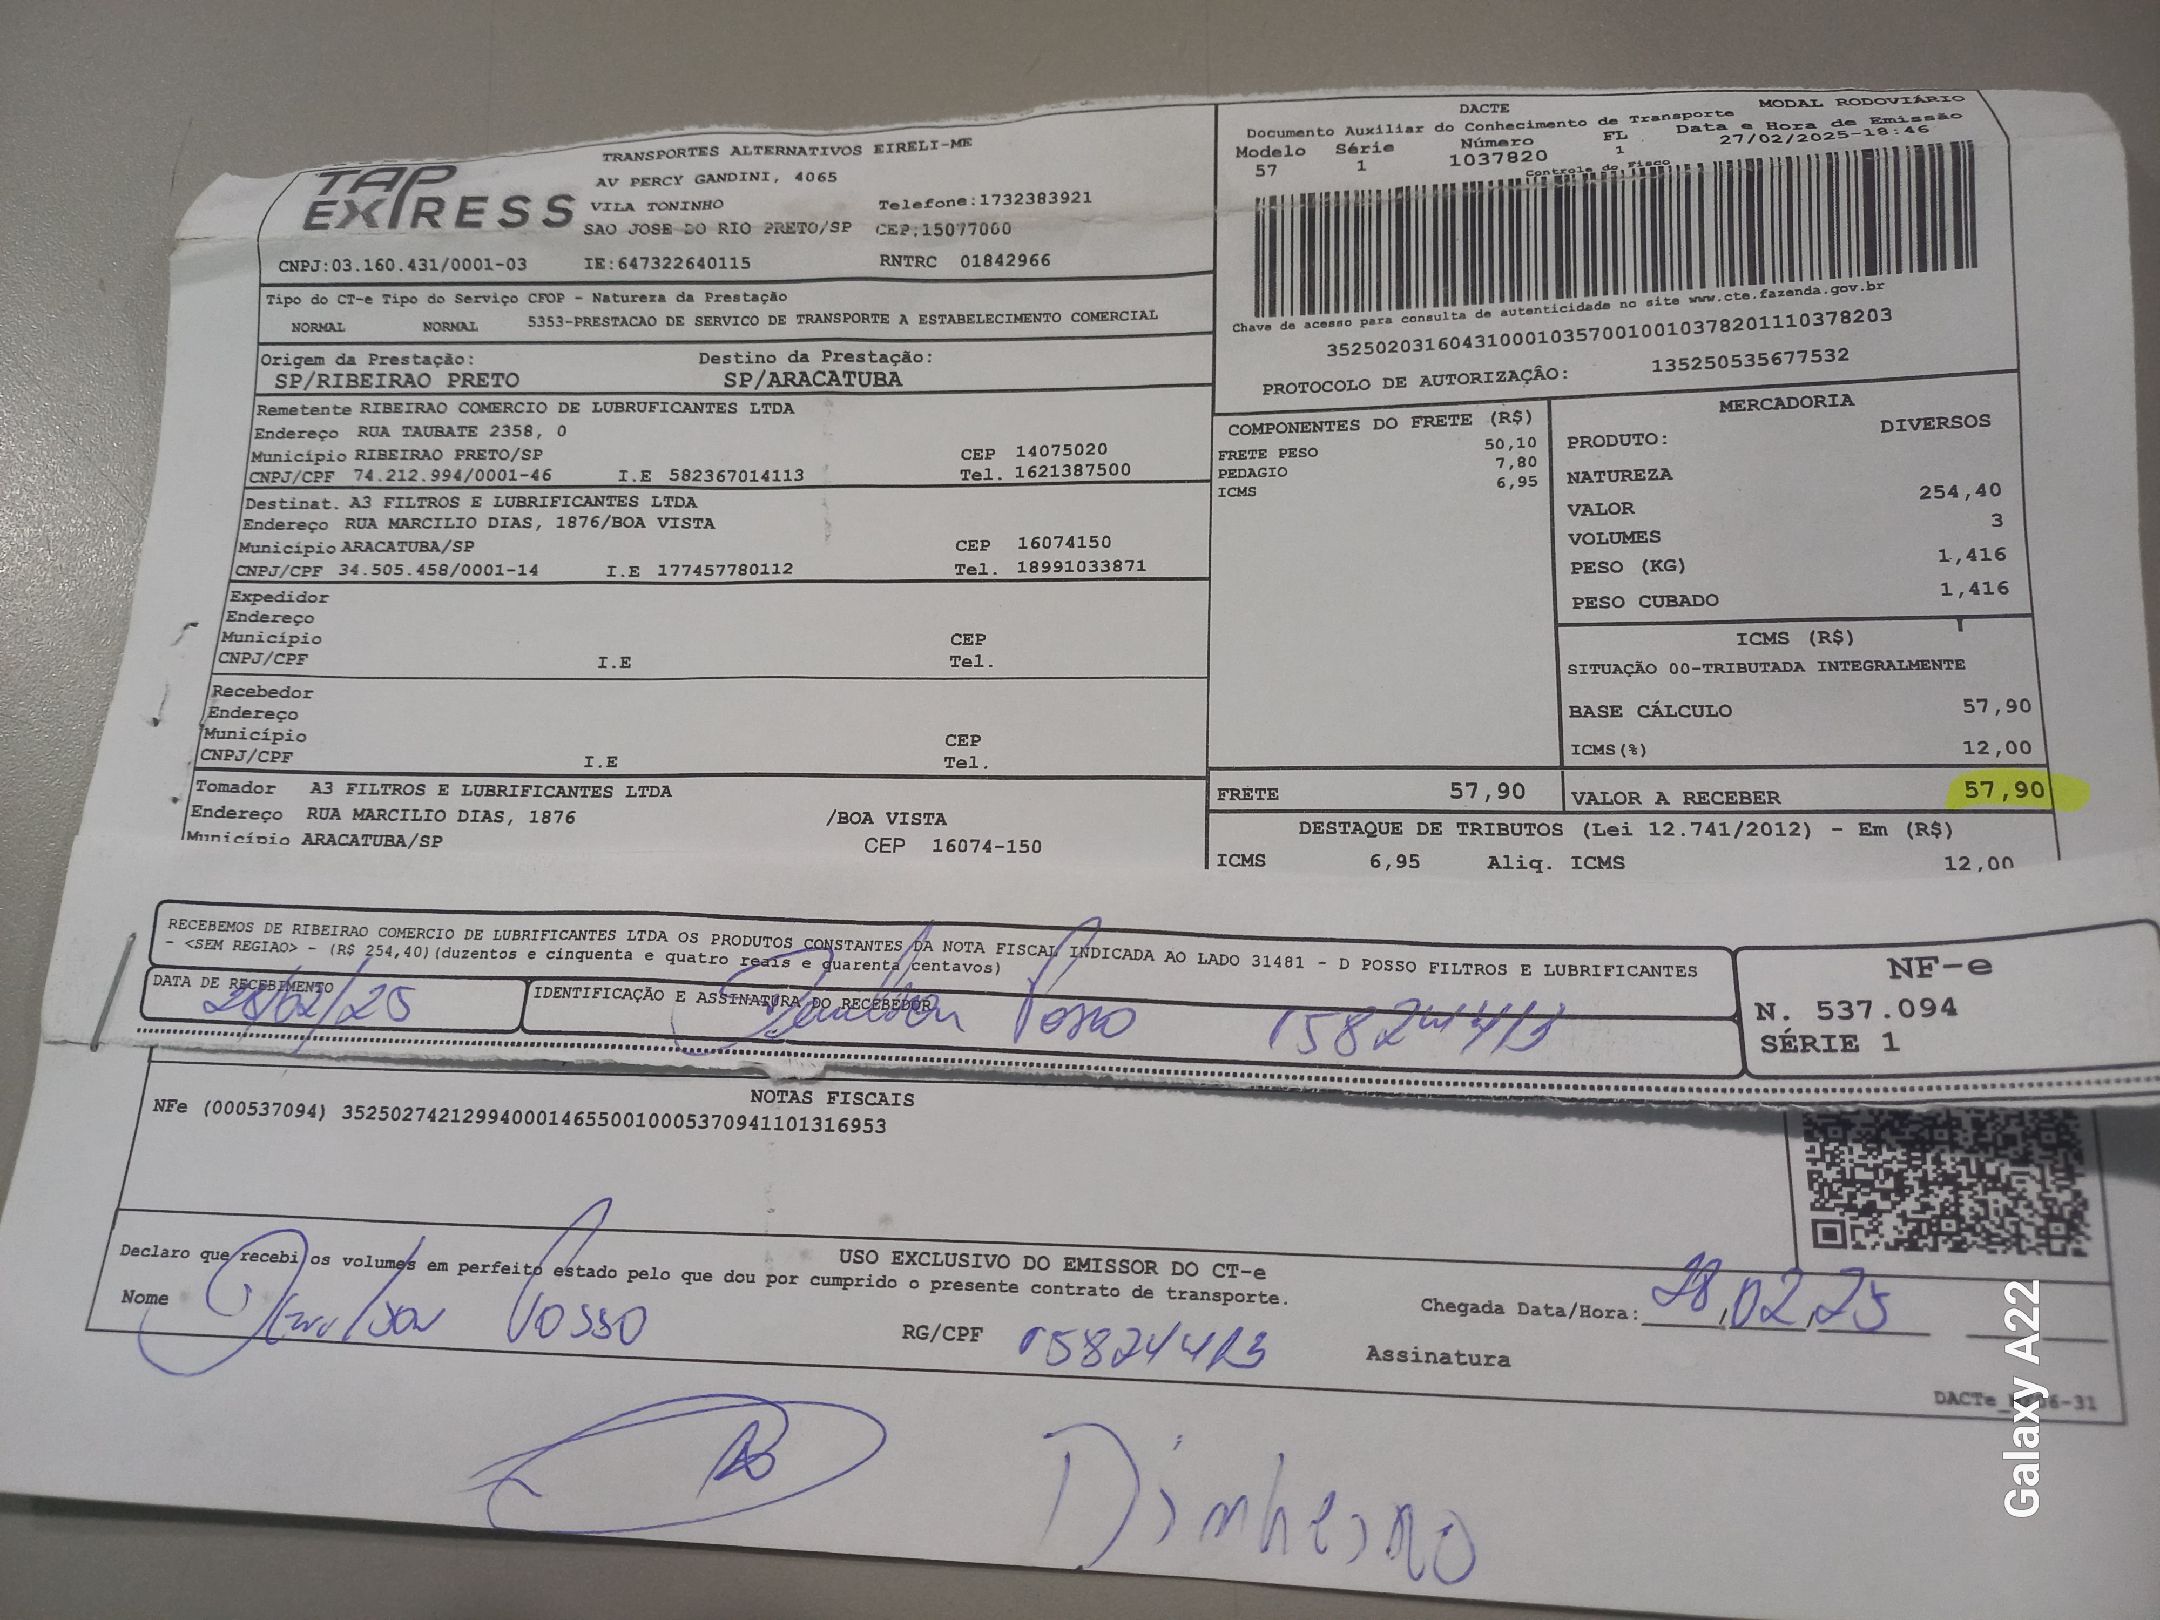 TAP EXPRESS
TRANSPORTES ALTERNATIVOS EIRELI-ME
AV PERCY GANDINI, 4065
VILA TONINHO Telefone:1732383921
SAO JOSE DO RIO PRETO/SP CEP:15077000
CNPJ:03.160.431/0001-03 IE:647322640115 RNTRC 01842966
DACTE MODAL RODOVIÁRIO
Documento Auxiliar do Conhecimento de Transporte
Modelo Série Número FL Data e Hora de Emissão
57 1 1037820 1 27/02/2025-18:46
Controle do Fisco
Chave de acesso para consulta de autenticidade no site www.cte.fazenda.gov.br
35250203160431000103570010010378201110378203
PROTOCOLO DE AUTORIZAÇÃO: 135250535677532
Tipo do CT-e Tipo do Serviço CFOP - Natureza da Prestação
NORMAL NORMAL 5353-PRESTACAO DE SERVICO DE TRANSPORTE A ESTABELECIMENTO COMERCIAL
Origem da Prestação: Destino da Prestação:
SP/RIBEIRAO PRETO SP/ARACATUBA
Remetente RIBEIRAO COMERCIO DE LUBRUFICANTES LTDA
Endereço RUA TAUBATE 2358, 0
Município RIBEIRAO PRETO/SP CEP 14075020
CNPJ/CPF 74.212.994/0001-46 I.E 582367014113 Tel. 1621387500
Destinat. A3 FILTROS E LUBRIFICANTES LTDA
Endereço RUA MARCILIO DIAS, 1876/BOA VISTA
Município ARACATUBA/SP CEP 16074150
CNPJ/CPF 34.505.458/0001-14 I.E 177457780112 Tel. 18991033871
Expedidor
Endereço
Município CEP
CNPJ/CPF I.E Tel.
Recebedor
Endereço
Município CEP
CNPJ/CPF I.E Tel.
Tomador A3 FILTROS E LUBRIFICANTES LTDA
Endereço RUA MARCILIO DIAS, 1876 /BOA VISTA
Município ARACATUBA/SP CEP 16074-150
COMPONENTES DO FRETE (R$)
FRETE PESO 50,10
PEDAGIO 7,80
ICMS 6,95
MERCADORIA
PRODUTO: DIVERSOS
NATUREZA
VALOR 254,40
VOLUMES 3
PESO (KG) 1,416
PESO CUBADO 1,416
ICMS (R$)
SITUAÇÃO 00-TRIBUTADA INTEGRALMENTE
BASE CÁLCULO 57,90
ICMS(%) 12,00
FRETE 57,90 VALOR A RECEBER 57,90
DESTAQUE DE TRIBUTOS (Lei 12.741/2012) - Em (R$)
ICMS 6,95 Aliq. ICMS 12,00
RECEBEMOS DE RIBEIRAO COMERCIO DE LUBRIFICANTES LTDA OS PRODUTOS CONSTANTES DA NOTA FISCAL INDICADA AO LADO 31481 - D POSSO FILTROS E LUBRIFICANTES
- <SEM REGIAO> - (R$ 254,40)(duzentos e cinquenta e quatro reais e quarenta centavos)
DATA DE RECEBIMENTO IDENTIFICAÇÃO E ASSINATURA DO RECEBEDOR
28/02/25 Posso
NF-e
N. 537.094
SÉRIE 1
NOTAS FISCAIS
NFe (000537094) 35250274212994000146550010005370941101316953
USO EXCLUSIVO DO EMISSOR DO CT-e
Declaro que recebi os volumes em perfeito estado pelo que dou por cumprido o presente contrato de transporte.
Nome Posso RG/CPF Chegada Data/Hora: 28,02,25
Assinatura
Dinheiro
Galaxy A22